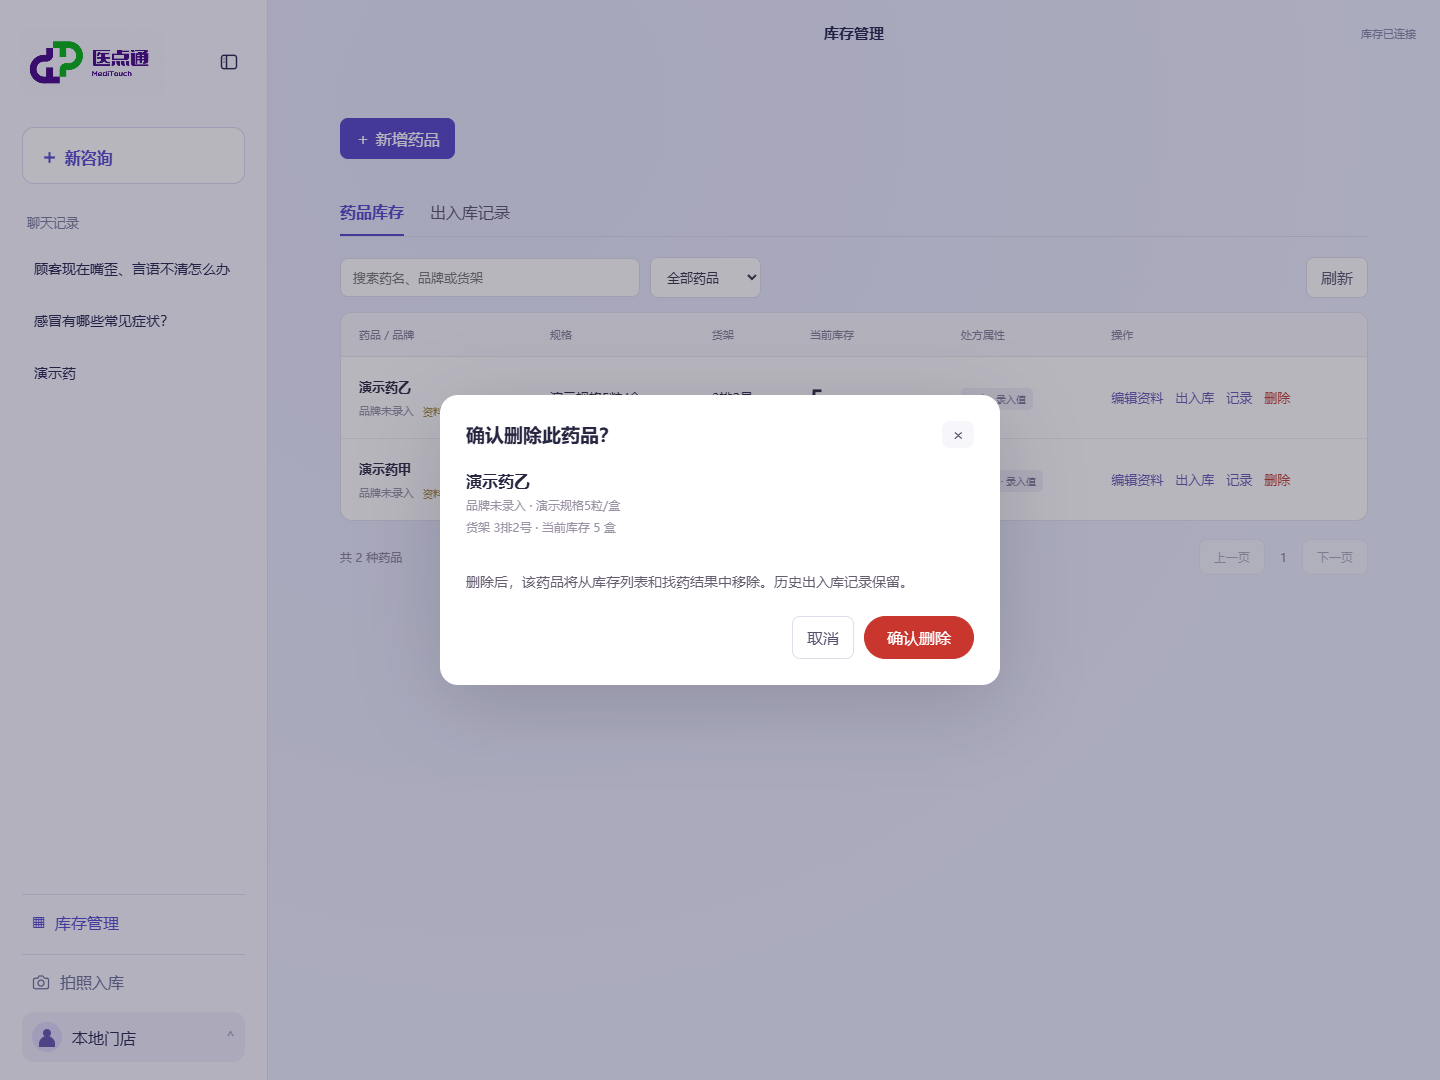 医点通
MediTouch
+ 新咨询
聊天记录
顾客现在嘴歪、言语不清怎么办
感冒有哪些常见症状？
演示药
库存管理
拍照入库
本地门店
库存管理
库存已连接
+ 新增药品
药品库存 出入库记录
搜索药名、品牌或货架 全部药品 刷新
药品 / 品牌 规格 货架 当前库存 处方属性 操作
演示药乙
品牌未录入 资料 录入值 编辑资料 出入库 记录 删除
演示药甲
品牌未录入 资料 · 录入值 编辑资料 出入库 记录 删除
共 2 种药品 上一页 1 下一页
确认删除此药品？
×
演示药乙
品牌未录入 · 演示规格5粒/盒
货架 3排2号 · 当前库存 5 盒
删除后，该药品将从库存列表和找药结果中移除。历史出入库记录保留。
取消 确认删除